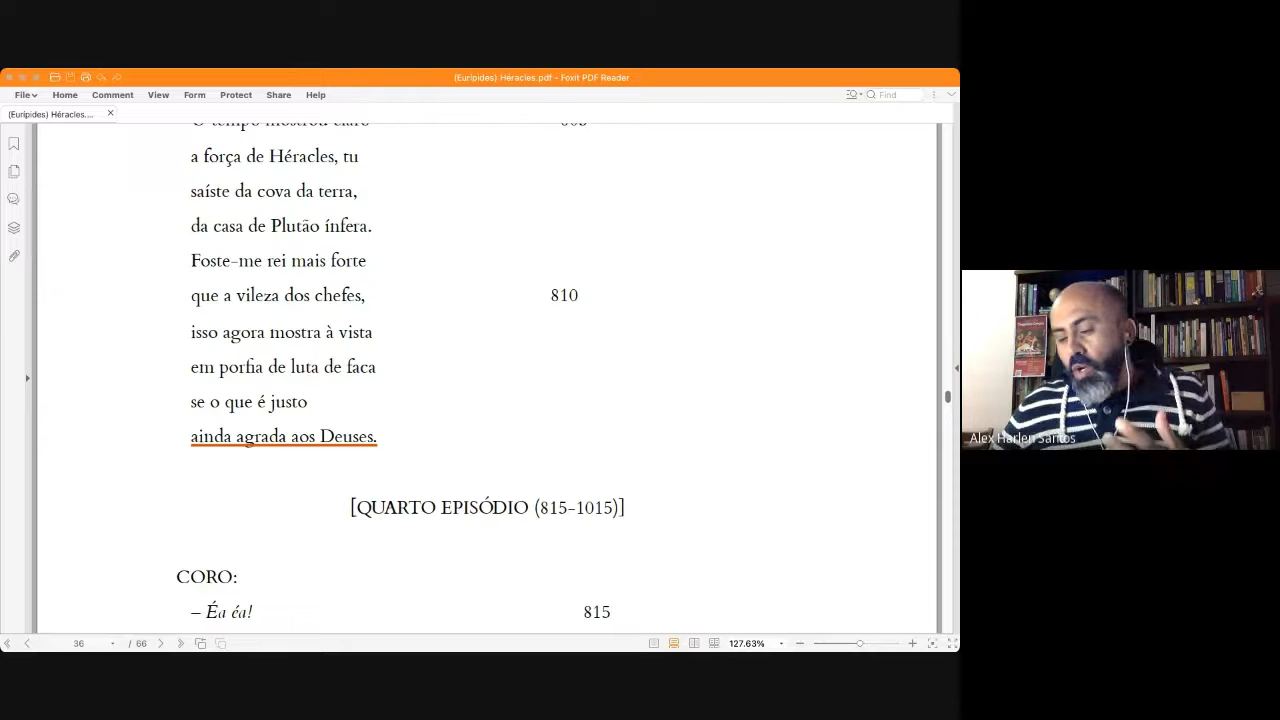 (Eurípides) Héracles.pdf - Foxit PDF Reader
File Home Comment View Form Protect Share Help
Find
(Eurípides) Héracles....
a força de Héracles, tu
saíste da cova da terra,
da casa de Plutão ínfera.
Foste-me rei mais forte
que a vileza dos chefes, 810
isso agora mostra à vista
em porfia de luta de faca
se o que é justo
ainda agrada aos Deuses.
[QUARTO EPISÓDIO (815-1015)]
CORO:
– Éa éa! 815
36 / 66
127.63%
Alex Harlen Santos